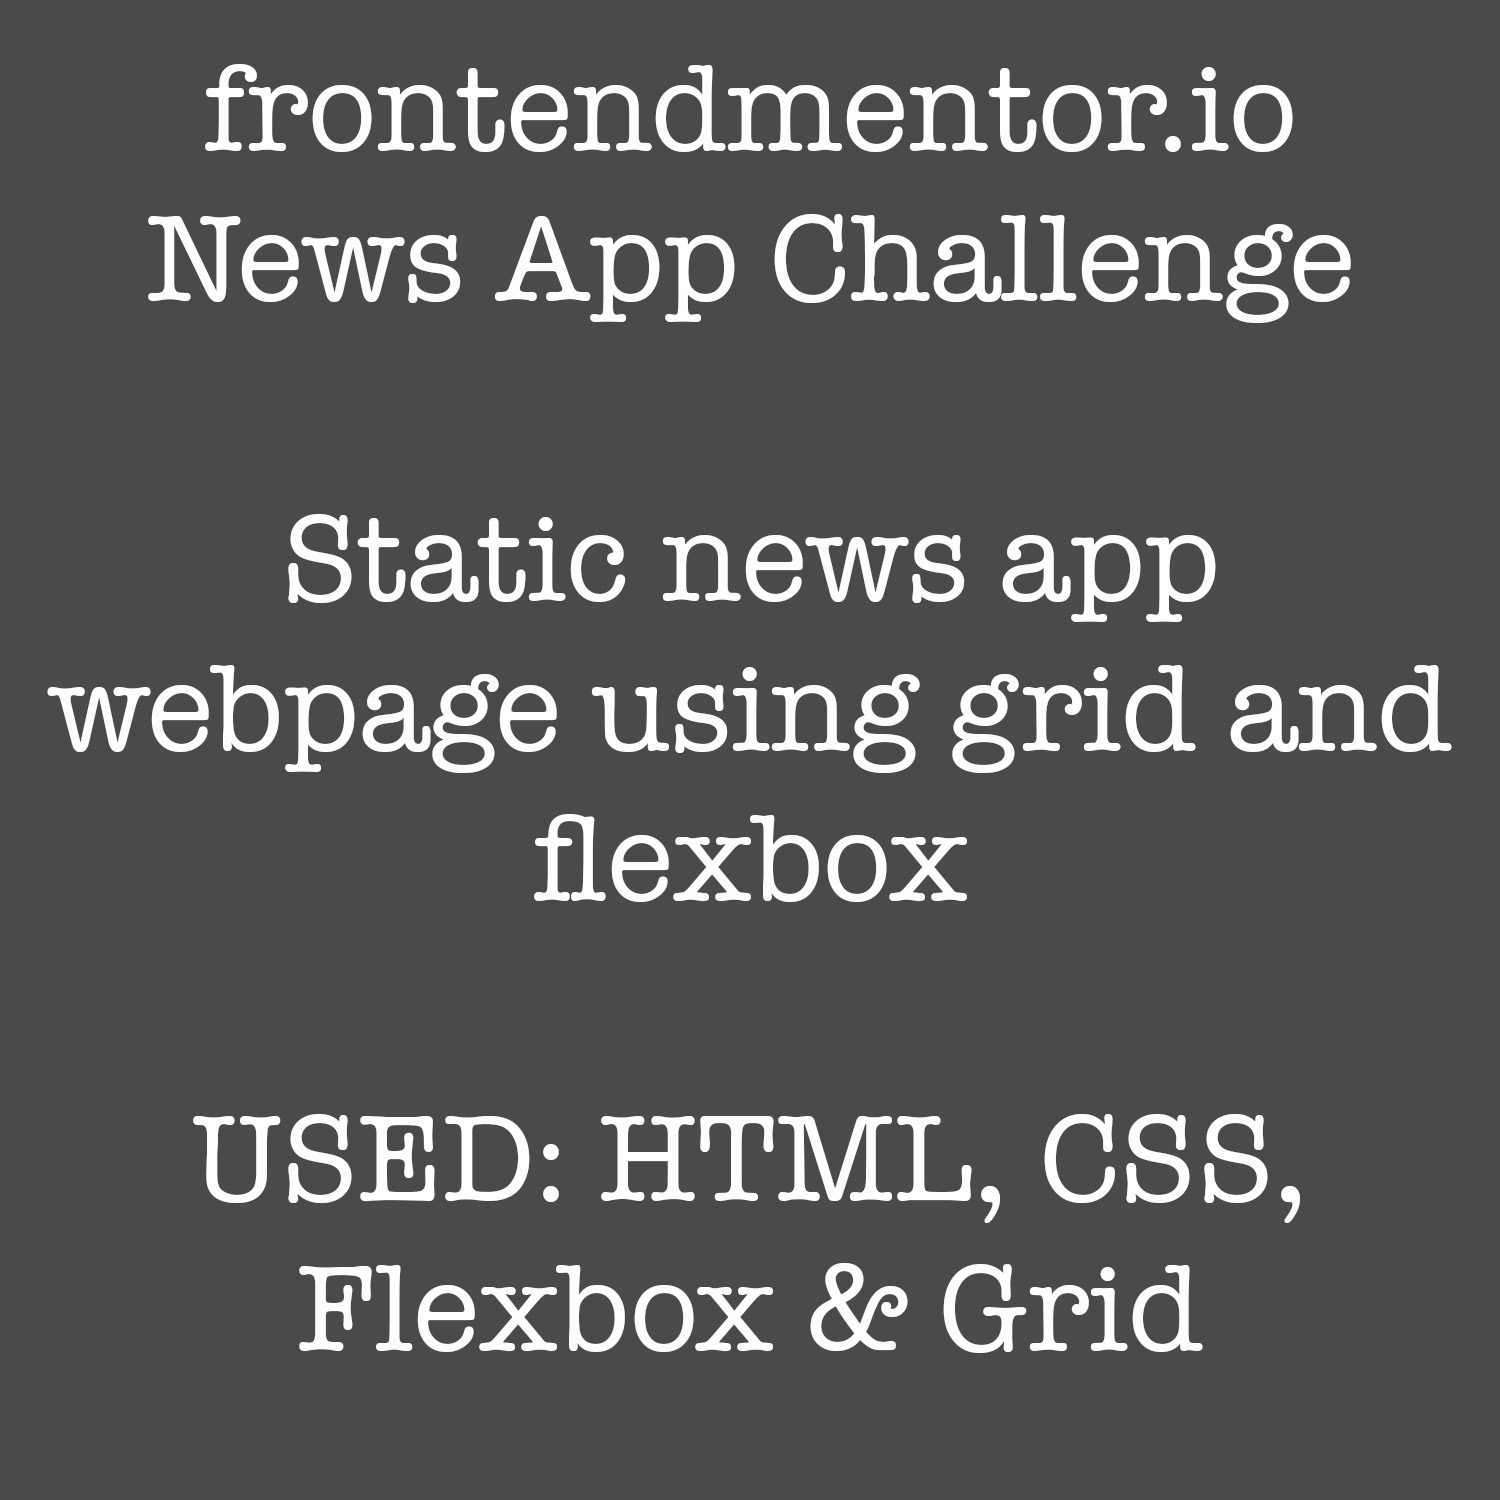 frontendmentor.io
News App Challenge
Static news app
webpage using grid and
flexbox
USED: HTML, CSS,
Flexbox & Grid